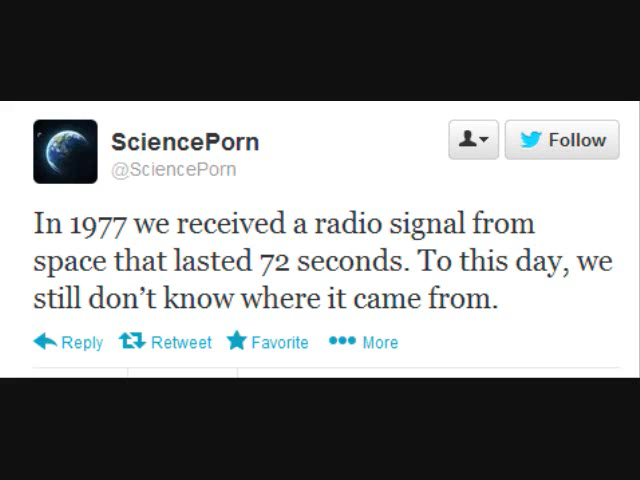 SciencePorn
@SciencePorn
Follow
In 1977 we received a radio signal from
space that lasted 72 seconds. To this day, we
still don’t know where it came from.
Reply Retweet Favorite More